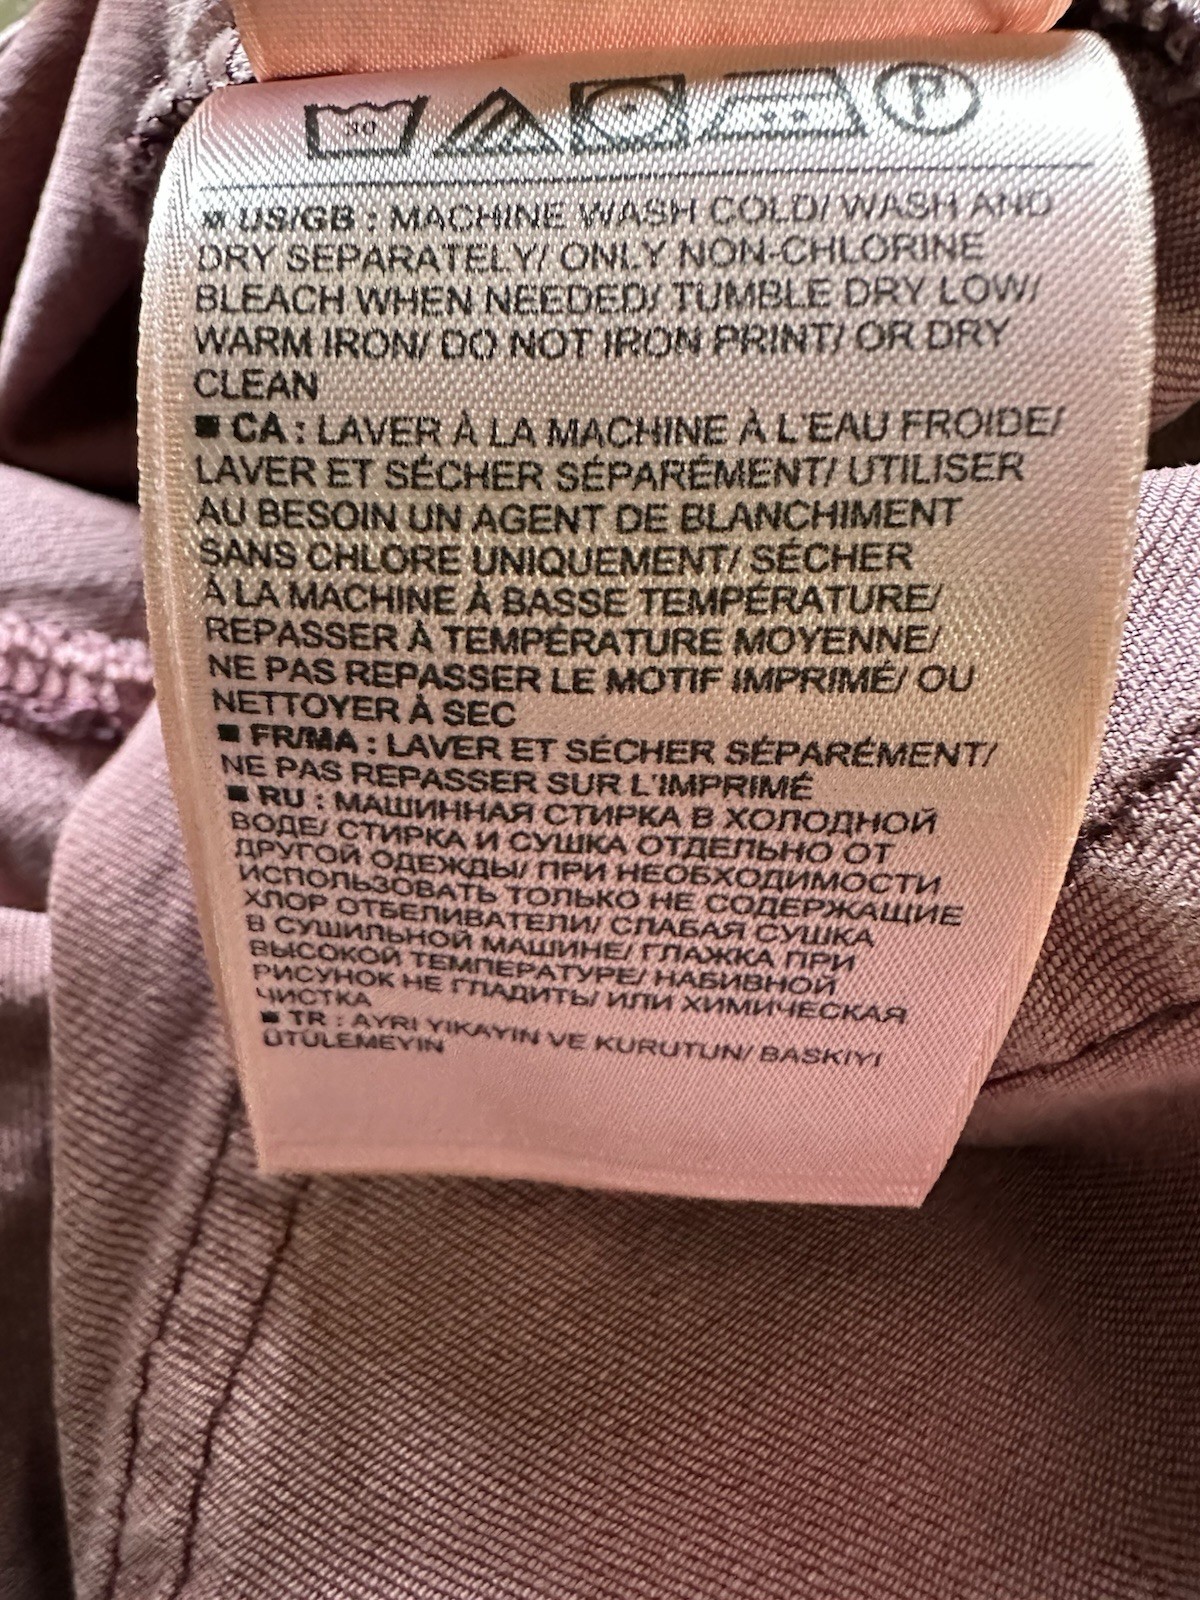 30
P
■ US/GB : MACHINE WASH COLD/ WASH AND
DRY SEPARATELY/ ONLY NON-CHLORINE
BLEACH WHEN NEEDED/ TUMBLE DRY LOW/
WARM IRON/ DO NOT IRON PRINT/ OR DRY
CLEAN
■ CA : LAVER À LA MACHINE À L'EAU FROIDE/
LAVER ET SÉCHER SÉPARÉMENT/ UTILISER
AU BESOIN UN AGENT DE BLANCHIMENT
SANS CHLORE UNIQUEMENT/ SÉCHER
À LA MACHINE À BASSE TEMPÉRATURE/
REPASSER À TEMPÉRATURE MOYENNE/
NE PAS REPASSER LE MOTIF IMPRIMÉ/ OU
NETTOYER À SEC
■ FR/MA : LAVER ET SÉCHER SÉPARÉMENT/
NE PAS REPASSER SUR L'IMPRIMÉ
■ RU : МАШИННАЯ СТИРКА В ХОЛОДНОЙ
ВОДЕ/ СТИРКА И СУШКА ОТДЕЛЬНО ОТ
ДРУГОЙ ОДЕЖДЫ/ ПРИ НЕОБХОДИМОСТИ
ИСПОЛЬЗОВАТЬ ТОЛЬКО НЕ СОДЕРЖАЩИЕ
ХЛОР ОТБЕЛИВАТЕЛИ/ СЛАБАЯ СУШКА
В СУШИЛЬНОЙ МАШИНЕ/ ГЛАЖКА ПРИ
ВЫСОКОЙ ТЕМПЕРАТУРЕ/ НАБИВНОЙ
РИСУНОК НЕ ГЛАДИТЬ/ ИЛИ ХИМИЧЕСКАЯ
ЧИСТКА
■ TR : AYRI YIKAYIN VE KURUTUN/ BASKIYI
ÜTÜLEMEYİN